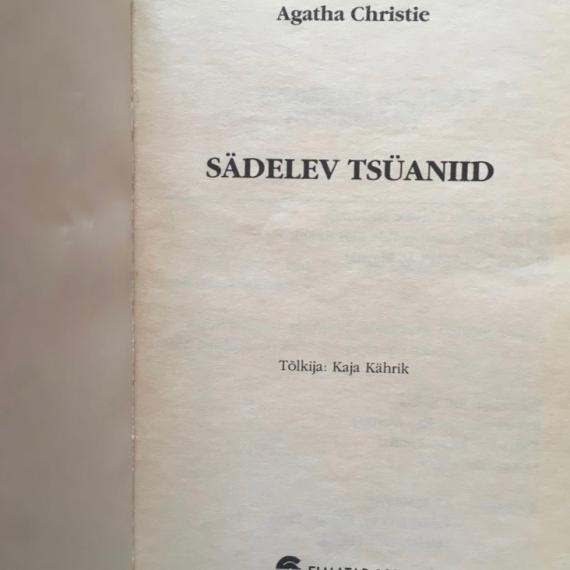 Agatha Christie
SÄDELEV TSÜANIID
Tõlkija: Kaja Kährik